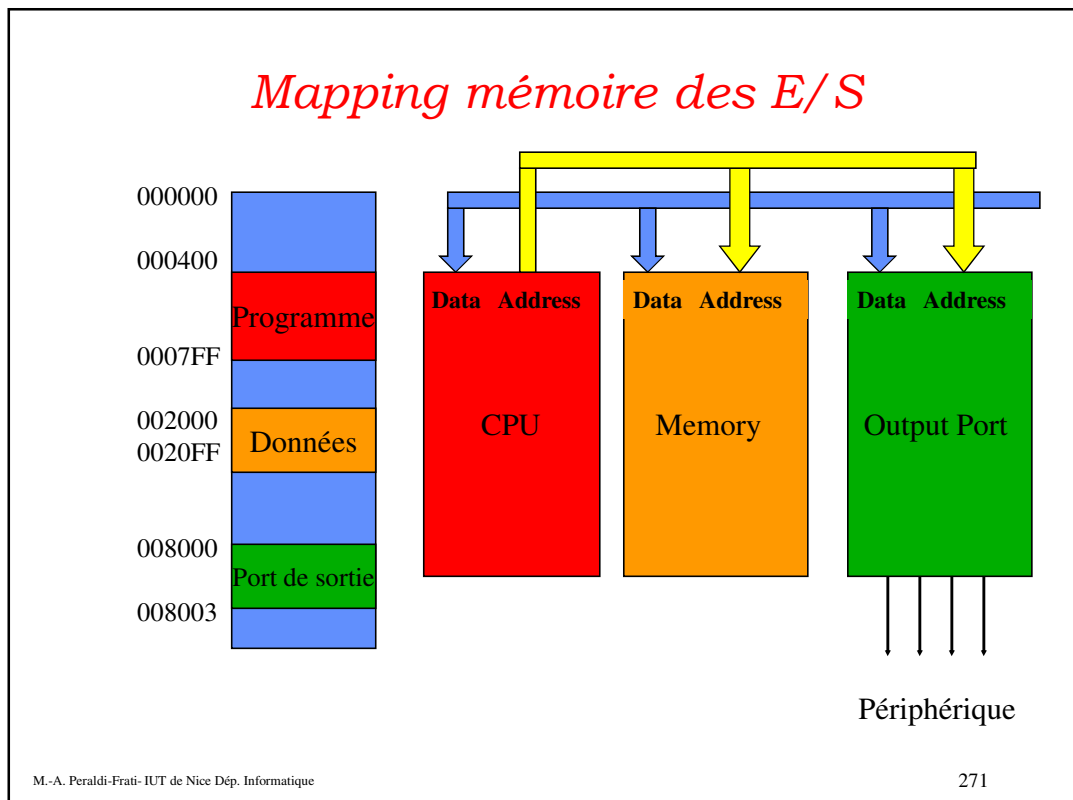 Mapping mémoire des E/S
000000
000400
Programme
0007FF
002000
Données
0020FF
008000
Port de sortie
008003
Data Address
CPU
Data Address
Memory
Data Address
Output Port
Périphérique
M.-A. Peraldi-Frati- IUT de Nice Dép. Informatique
271